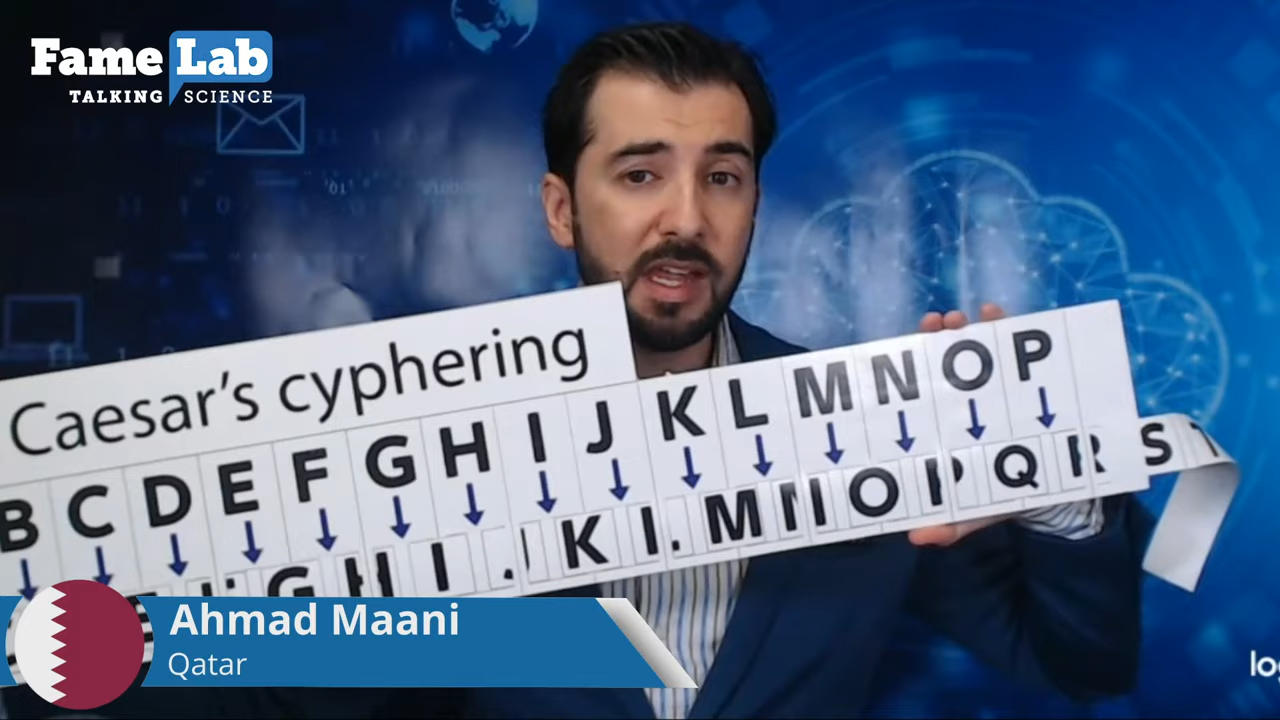 Fame Lab
TALKING SCIENCE
Caesar's cyphering
B C D E F G H I J K L M N O P
G H I J K L M N O P Q R S T
Ahmad Maani
Qatar